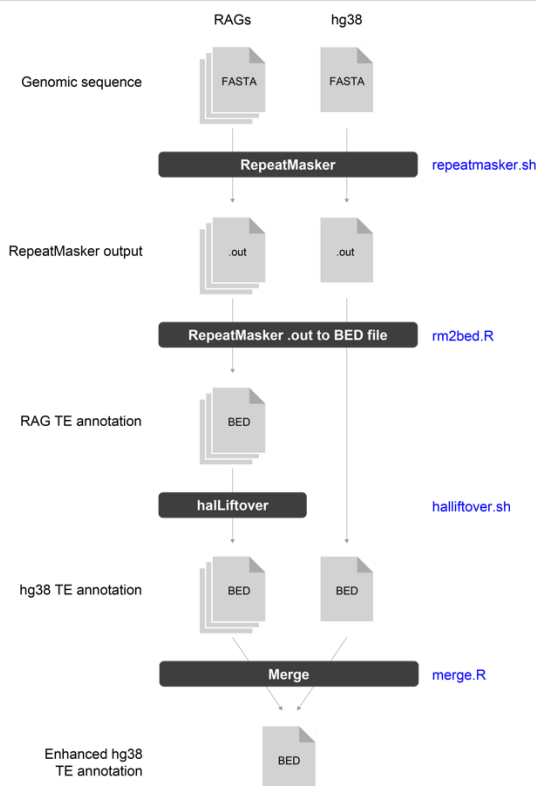 RAGs hg38
Genomic sequence FASTA FASTA
RepeatMasker repeatmasker.sh
RepeatMasker output .out .out
RepeatMasker .out to BED file rm2bed.R
RAG TE annotation BED
halLiftover halliftover.sh
hg38 TE annotation BED BED
Merge merge.R
Enhanced hg38
TE annotation
BED